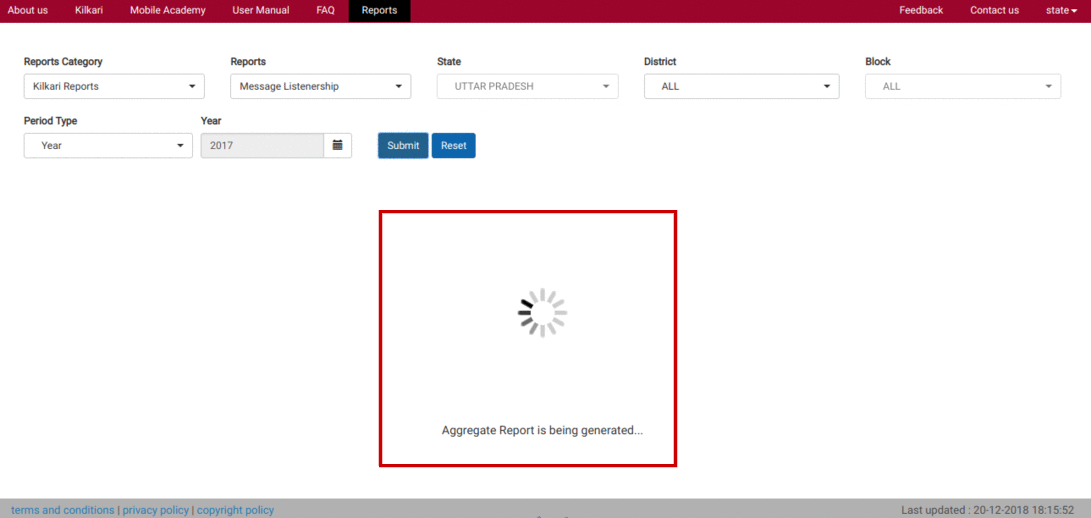 About us Kilkari Mobile Academy User Manual FAQ Reports Feedback Contact us state
Reports Category Reports State District Block
Kilkari Reports Message Listenership UTTAR PRADESH ALL ALL
Period Type Year
Year 2017 Submit Reset
Aggregate Report is being generated...
terms and conditions | privacy policy | copyright policy Last updated : 20-12-2018 18:15:52